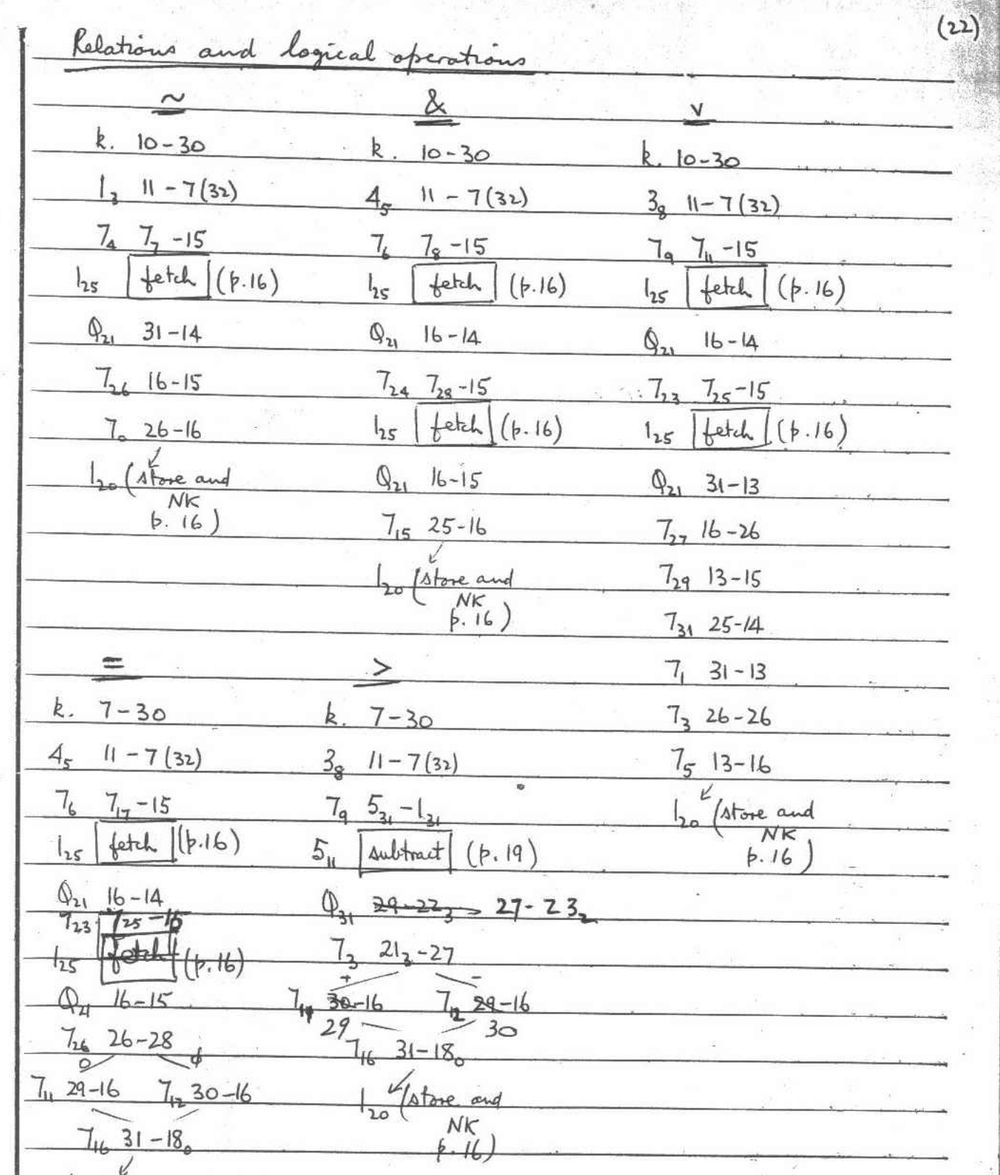 (22)
Relations and logical operations
~
k. 10-30
1₃ 11-7(32)
7₄ 7₇-15
1₂₅ fetch (p.16)
Q₂₁ 31-14
7₂₆ 16-15
7₀ 26-16
1₂₀ (store and
NK
p. 16)
&
k. 10-30
4₅ 11-7(32)
7₆ 7₈-15
1₂₅ fetch (p.16)
Q₂₁ 16-14
7₂₄ 7₂₈-15
1₂₅ fetch (p.16)
Q₂₁ 16-15
7₁₅ 25-16
1₂₀ (store and
NK
p. 16)
v
k. 10-30
3₈ 11-7(32)
7₉ 7₁₁-15
1₂₅ fetch (p.16)
Q₂₁ 16-14
7₂₃ 7₂₅-15
1₂₅ fetch (p.16)
Q₂₁ 31-13
7₂₇ 16-26
7₂₉ 13-15
7₃₁ 25-14
7₁ 31-13
7₃ 26-26
7₅ 13-16
1₂₀ (store and
NK
p. 16)
=
k. 7-30
4₅ 11-7(32)
7₆ 7₁₇-15
1₂₅ fetch (p.16)
Q₂₁ 16-14
7₂₃ 7₂₅-15
1₂₅ fetch (p.16)
Q₂₁ 16-15
7₂₆ 26-28
0 ϕ
7₁₁ 29-16 7₁₂ 30-16
7₁₆ 31-18₀
>
k. 7-30
3₈ 11-7(32)
7₉ 5₃₁-1₃₁
5₁₁ subtract (p.19)
Q₃₁ 29-22₃ 27-23₂
7₃ 21₃-27
+ -
7₁₁ 30-16 7₁₂ 29-16
29 30
7₁₆ 31-18₀
1₂₀ (store and
NK
p. 16)